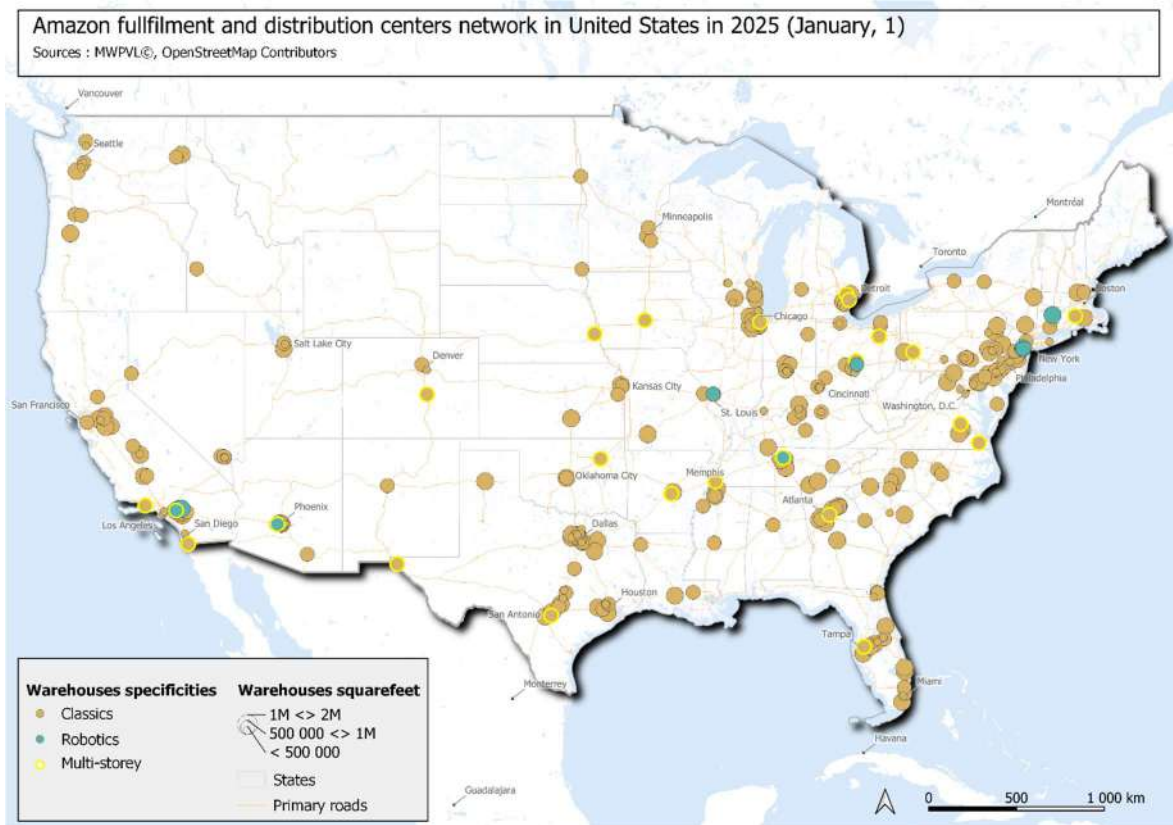 Amazon fullfilment and distribution centers network in United States in 2025 (January, 1)
Sources : MWPVL©, OpenStreetMap Contributors
Vancouver
Seattle
Montréal
Minneapolis
Toronto
Boston
Detroit
Chicago
Salt Lake City
Denver
New York
Philadelphia
Kansas City
Cincinnati
San Francisco
St. Louis
Washington, D.C.
Oklahoma City
Memphis
Atlanta
Phoenix
Los Angeles
San Diego
Dallas
Houston
San Antonio
Tampa
Miami
Monterrey
Havana
Guadalajara
Warehouses specificities
Classics
Robotics
Multi-storey
Warehouses squarefeet
1M <> 2M
500 000 <> 1M
< 500 000
States
Primary roads
0 500 1 000 km